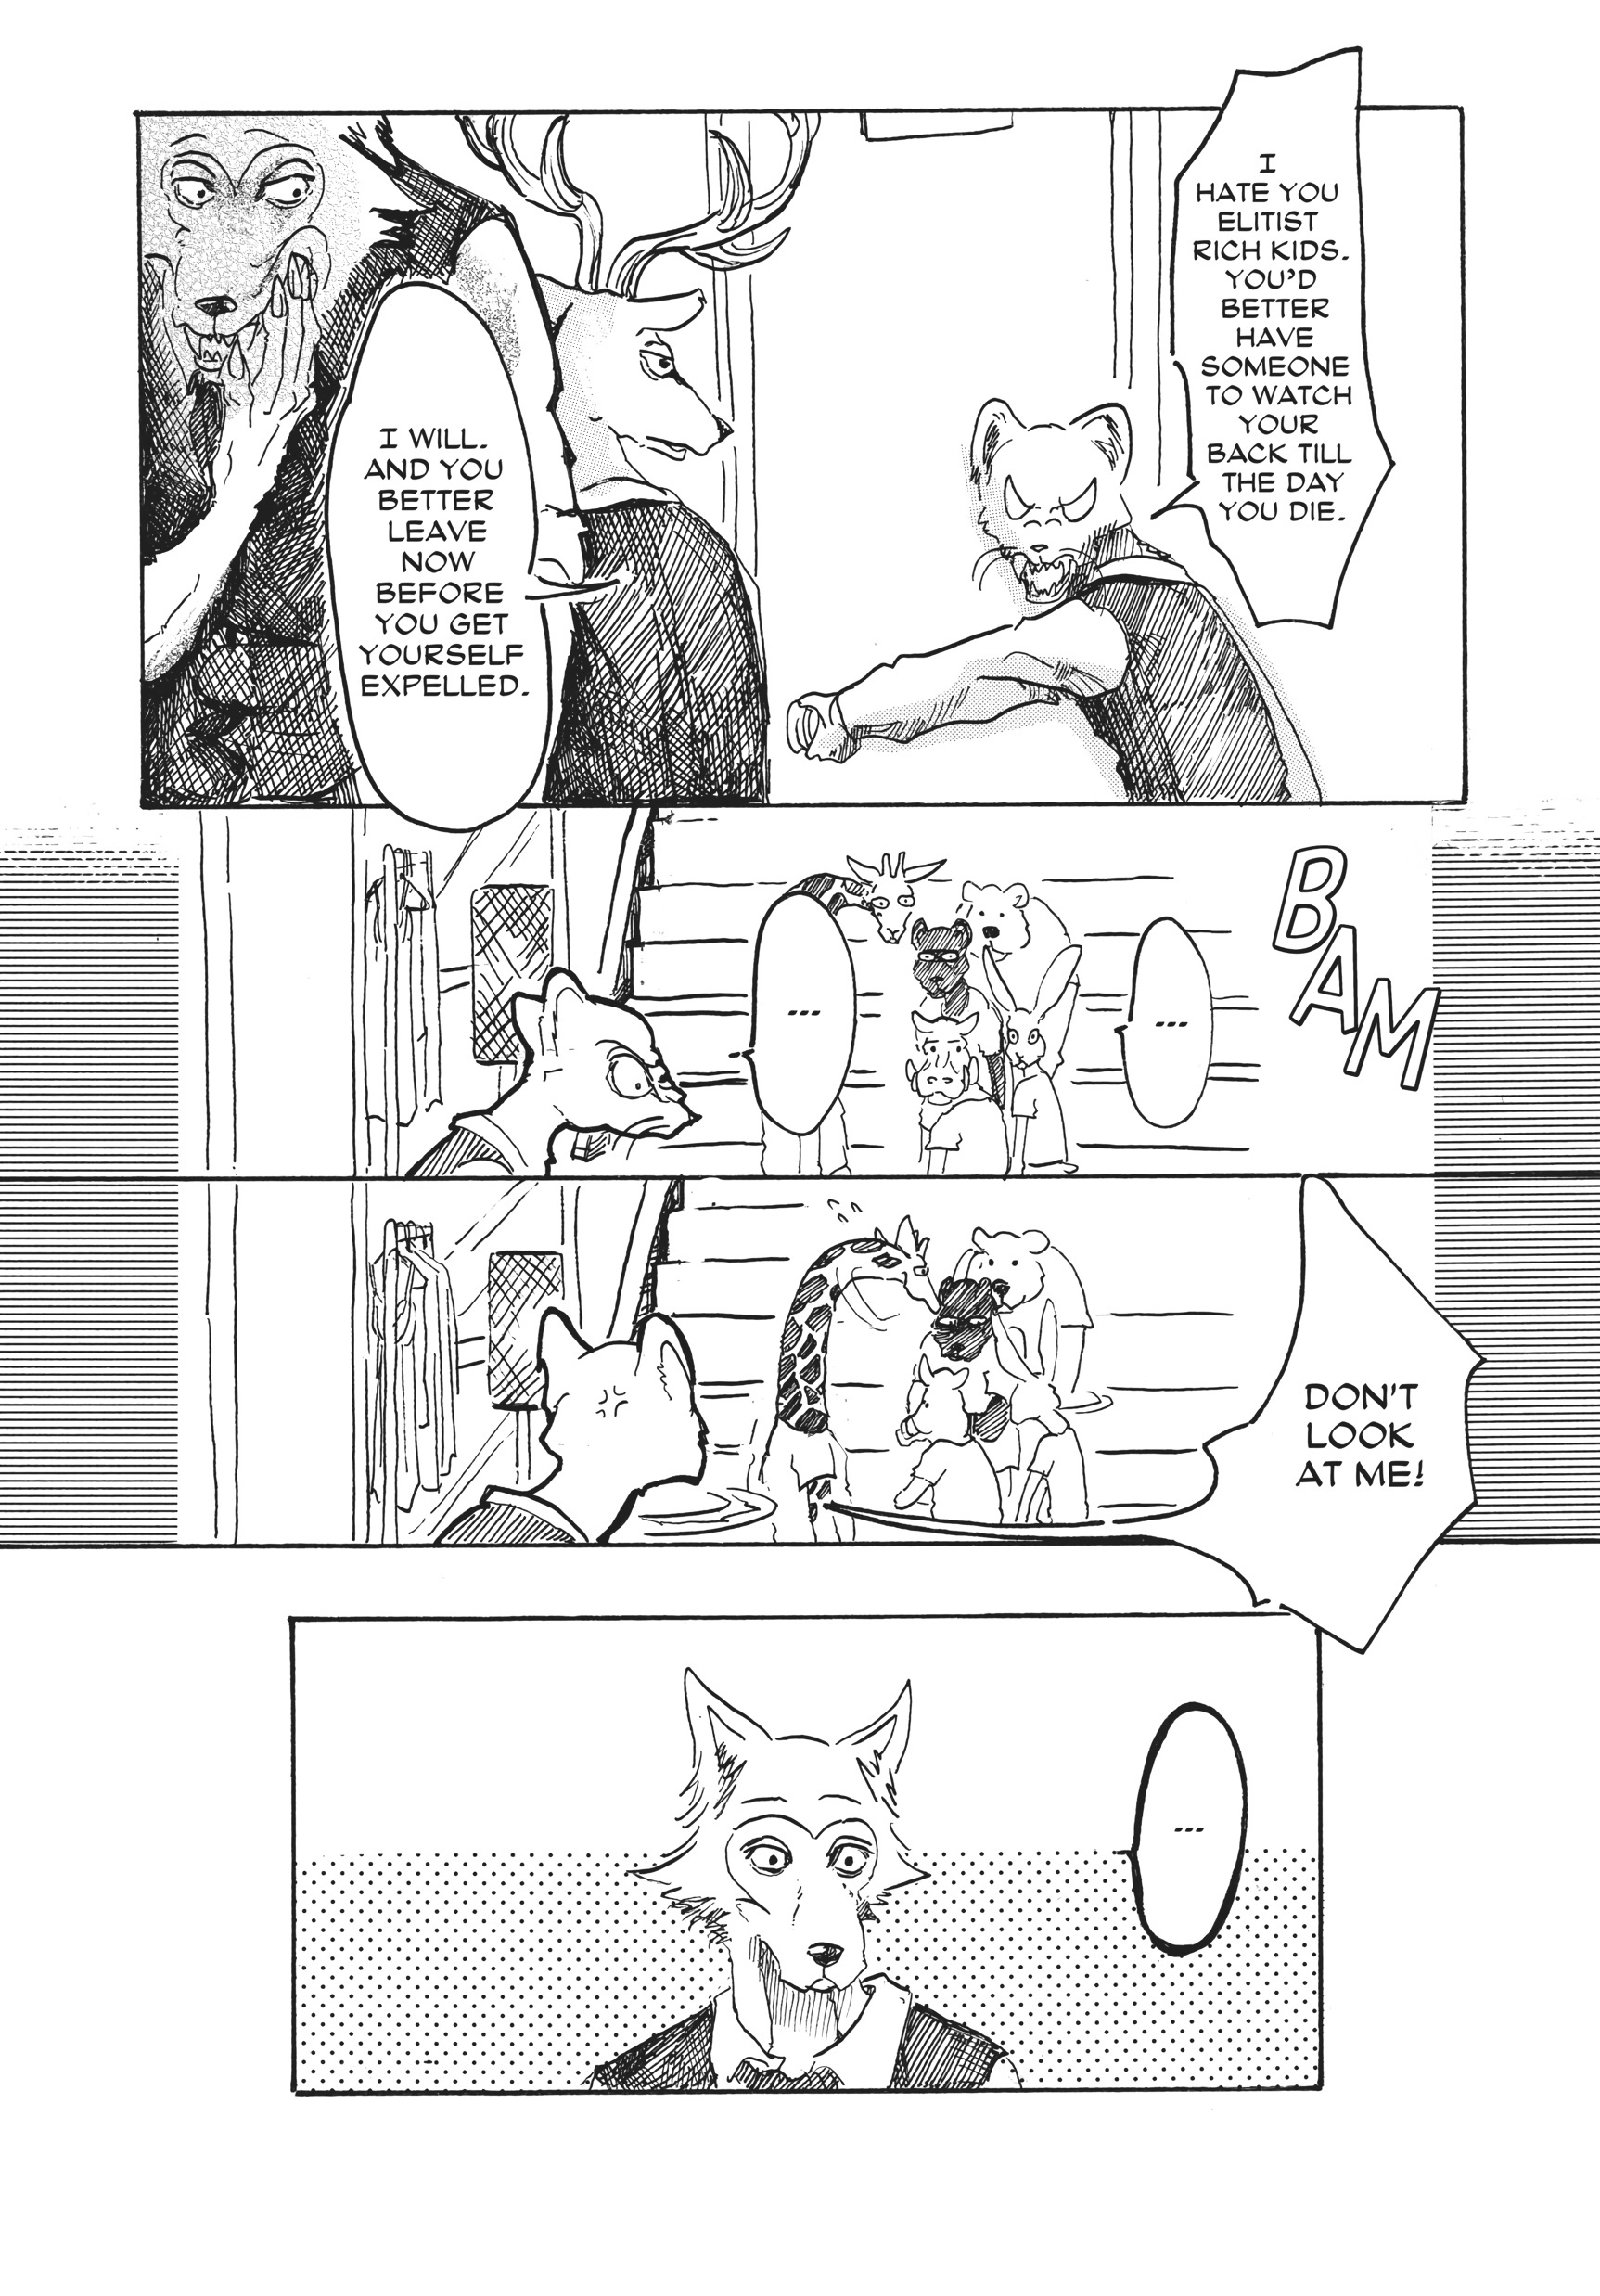 I
HATE YOU
ELITIST
RICH KIDS.
YOU'D
BETTER
HAVE
SOMEONE
TO WATCH
YOUR
BACK TILL
THE DAY
YOU DIE.
I WILL.
AND YOU
BETTER
LEAVE
NOW
BEFORE
YOU GET
YOURSELF
EXPELLED.
BAM
...
...
DON'T
LOOK
AT ME!
...